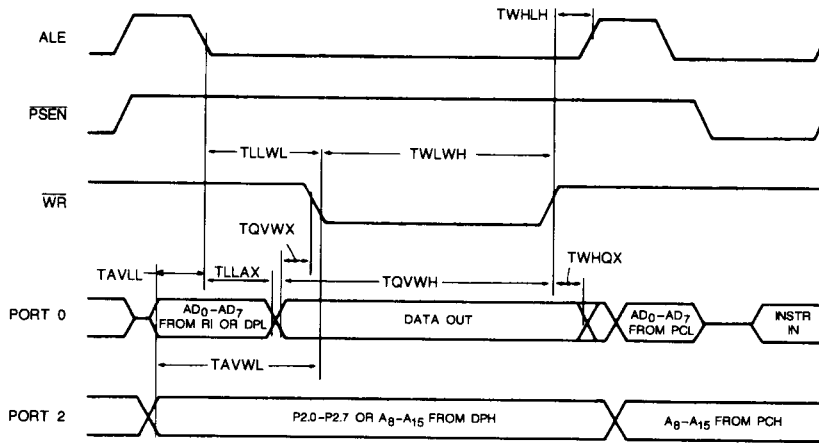 TWHLH
ALE
PSEN
TLLWL
TWLWH
WR
TQVWX
TAVLL
TLLAX
TQVWH
TWHQX
PORT 0
AD0–AD7
FROM RI OR DPL
DATA OUT
AD0–AD7
FROM PCL
INSTR
IN
TAVWL
PORT 2
P2.0–P2.7 OR A8–A15 FROM DPH
A8–A15 FROM PCH